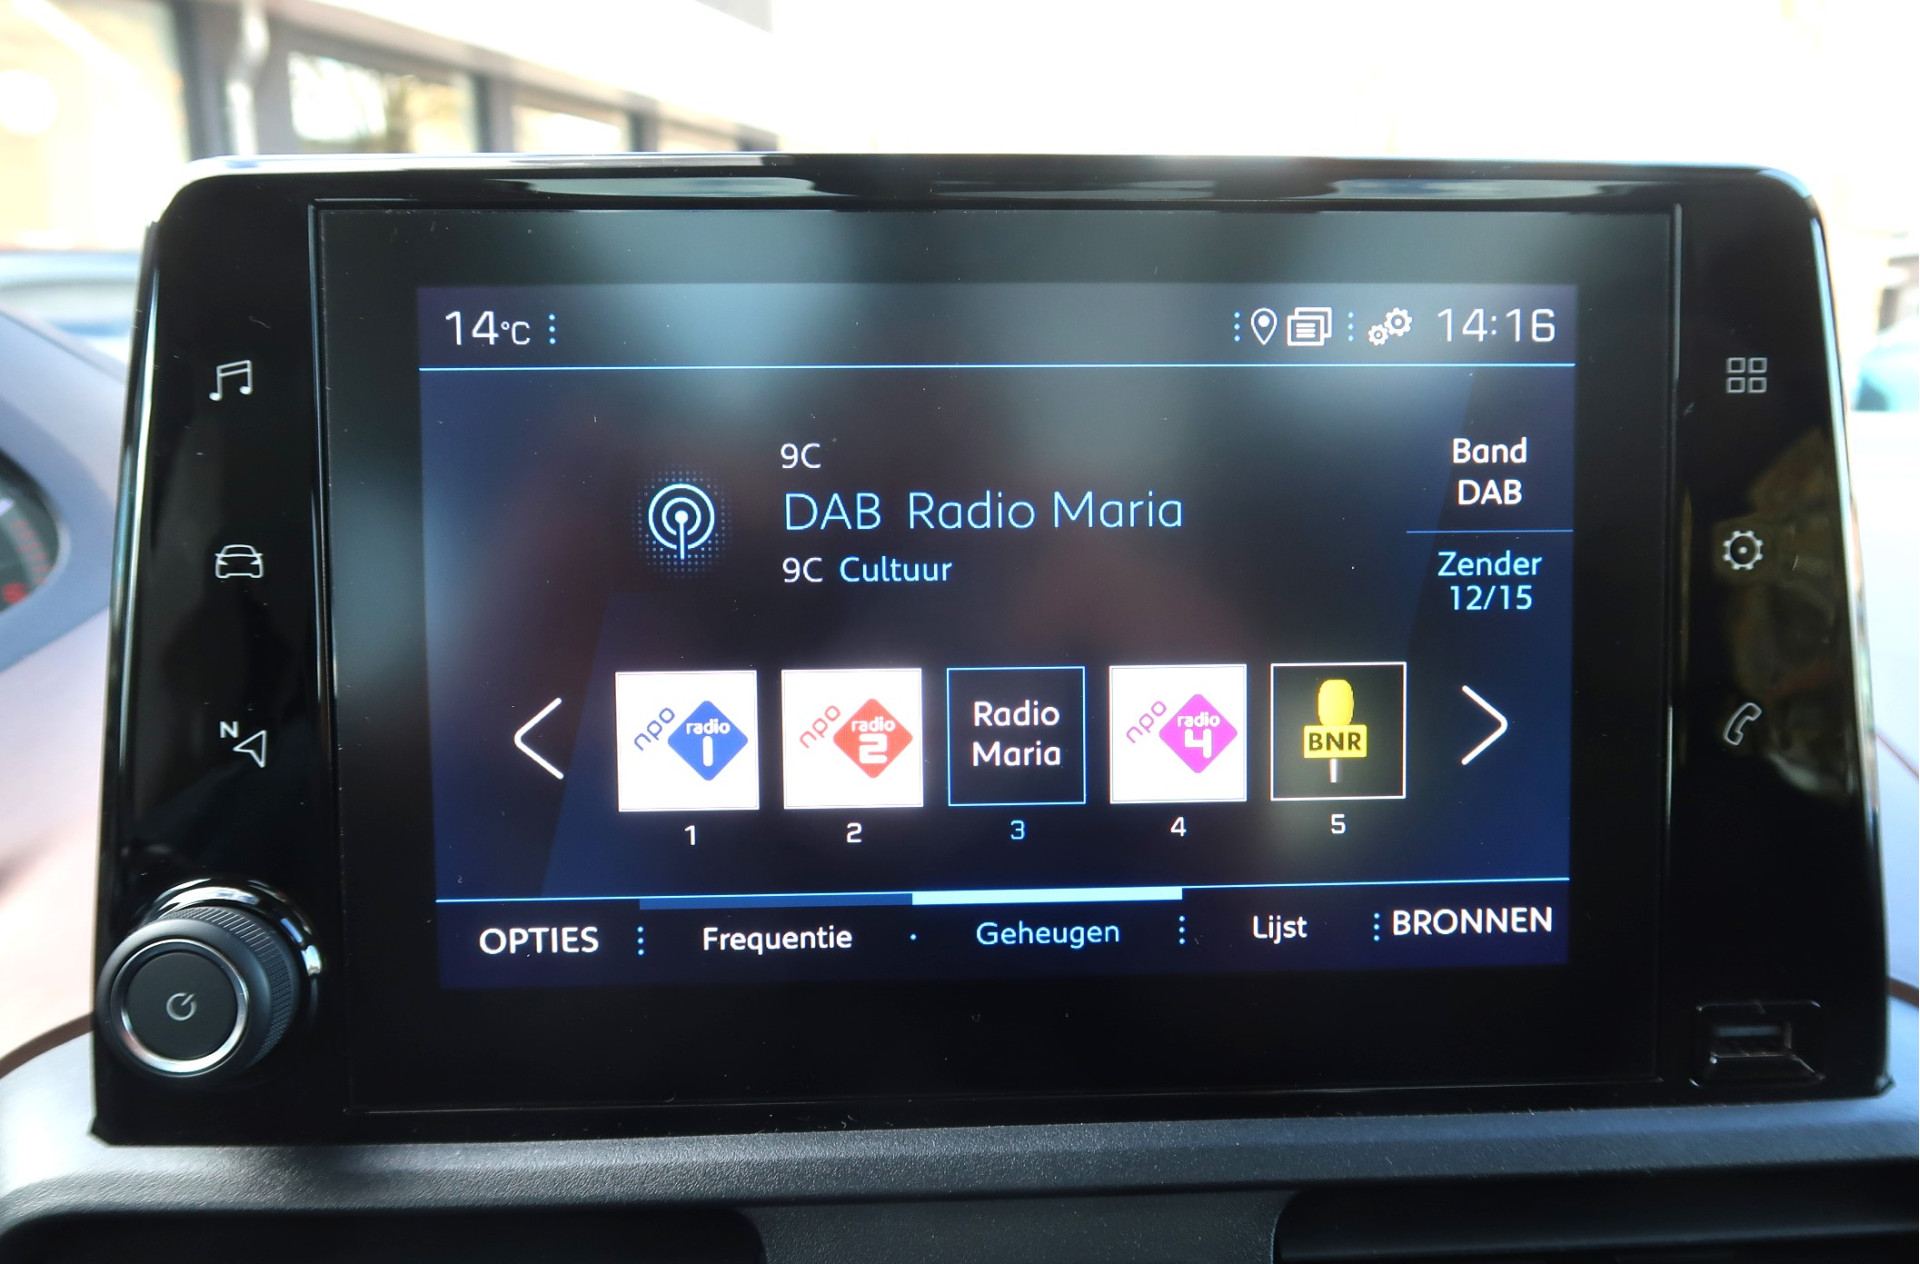 14°C
14:16
9C
DAB Radio Maria
9C Cultuur
Band
DAB
Zender
12/15
N
npo radio 1
npo radio 2
Radio
Maria
npo radio 4
BNR
1
2
3
4
5
OPTIES
Frequentie
Geheugen
Lijst
BRONNEN